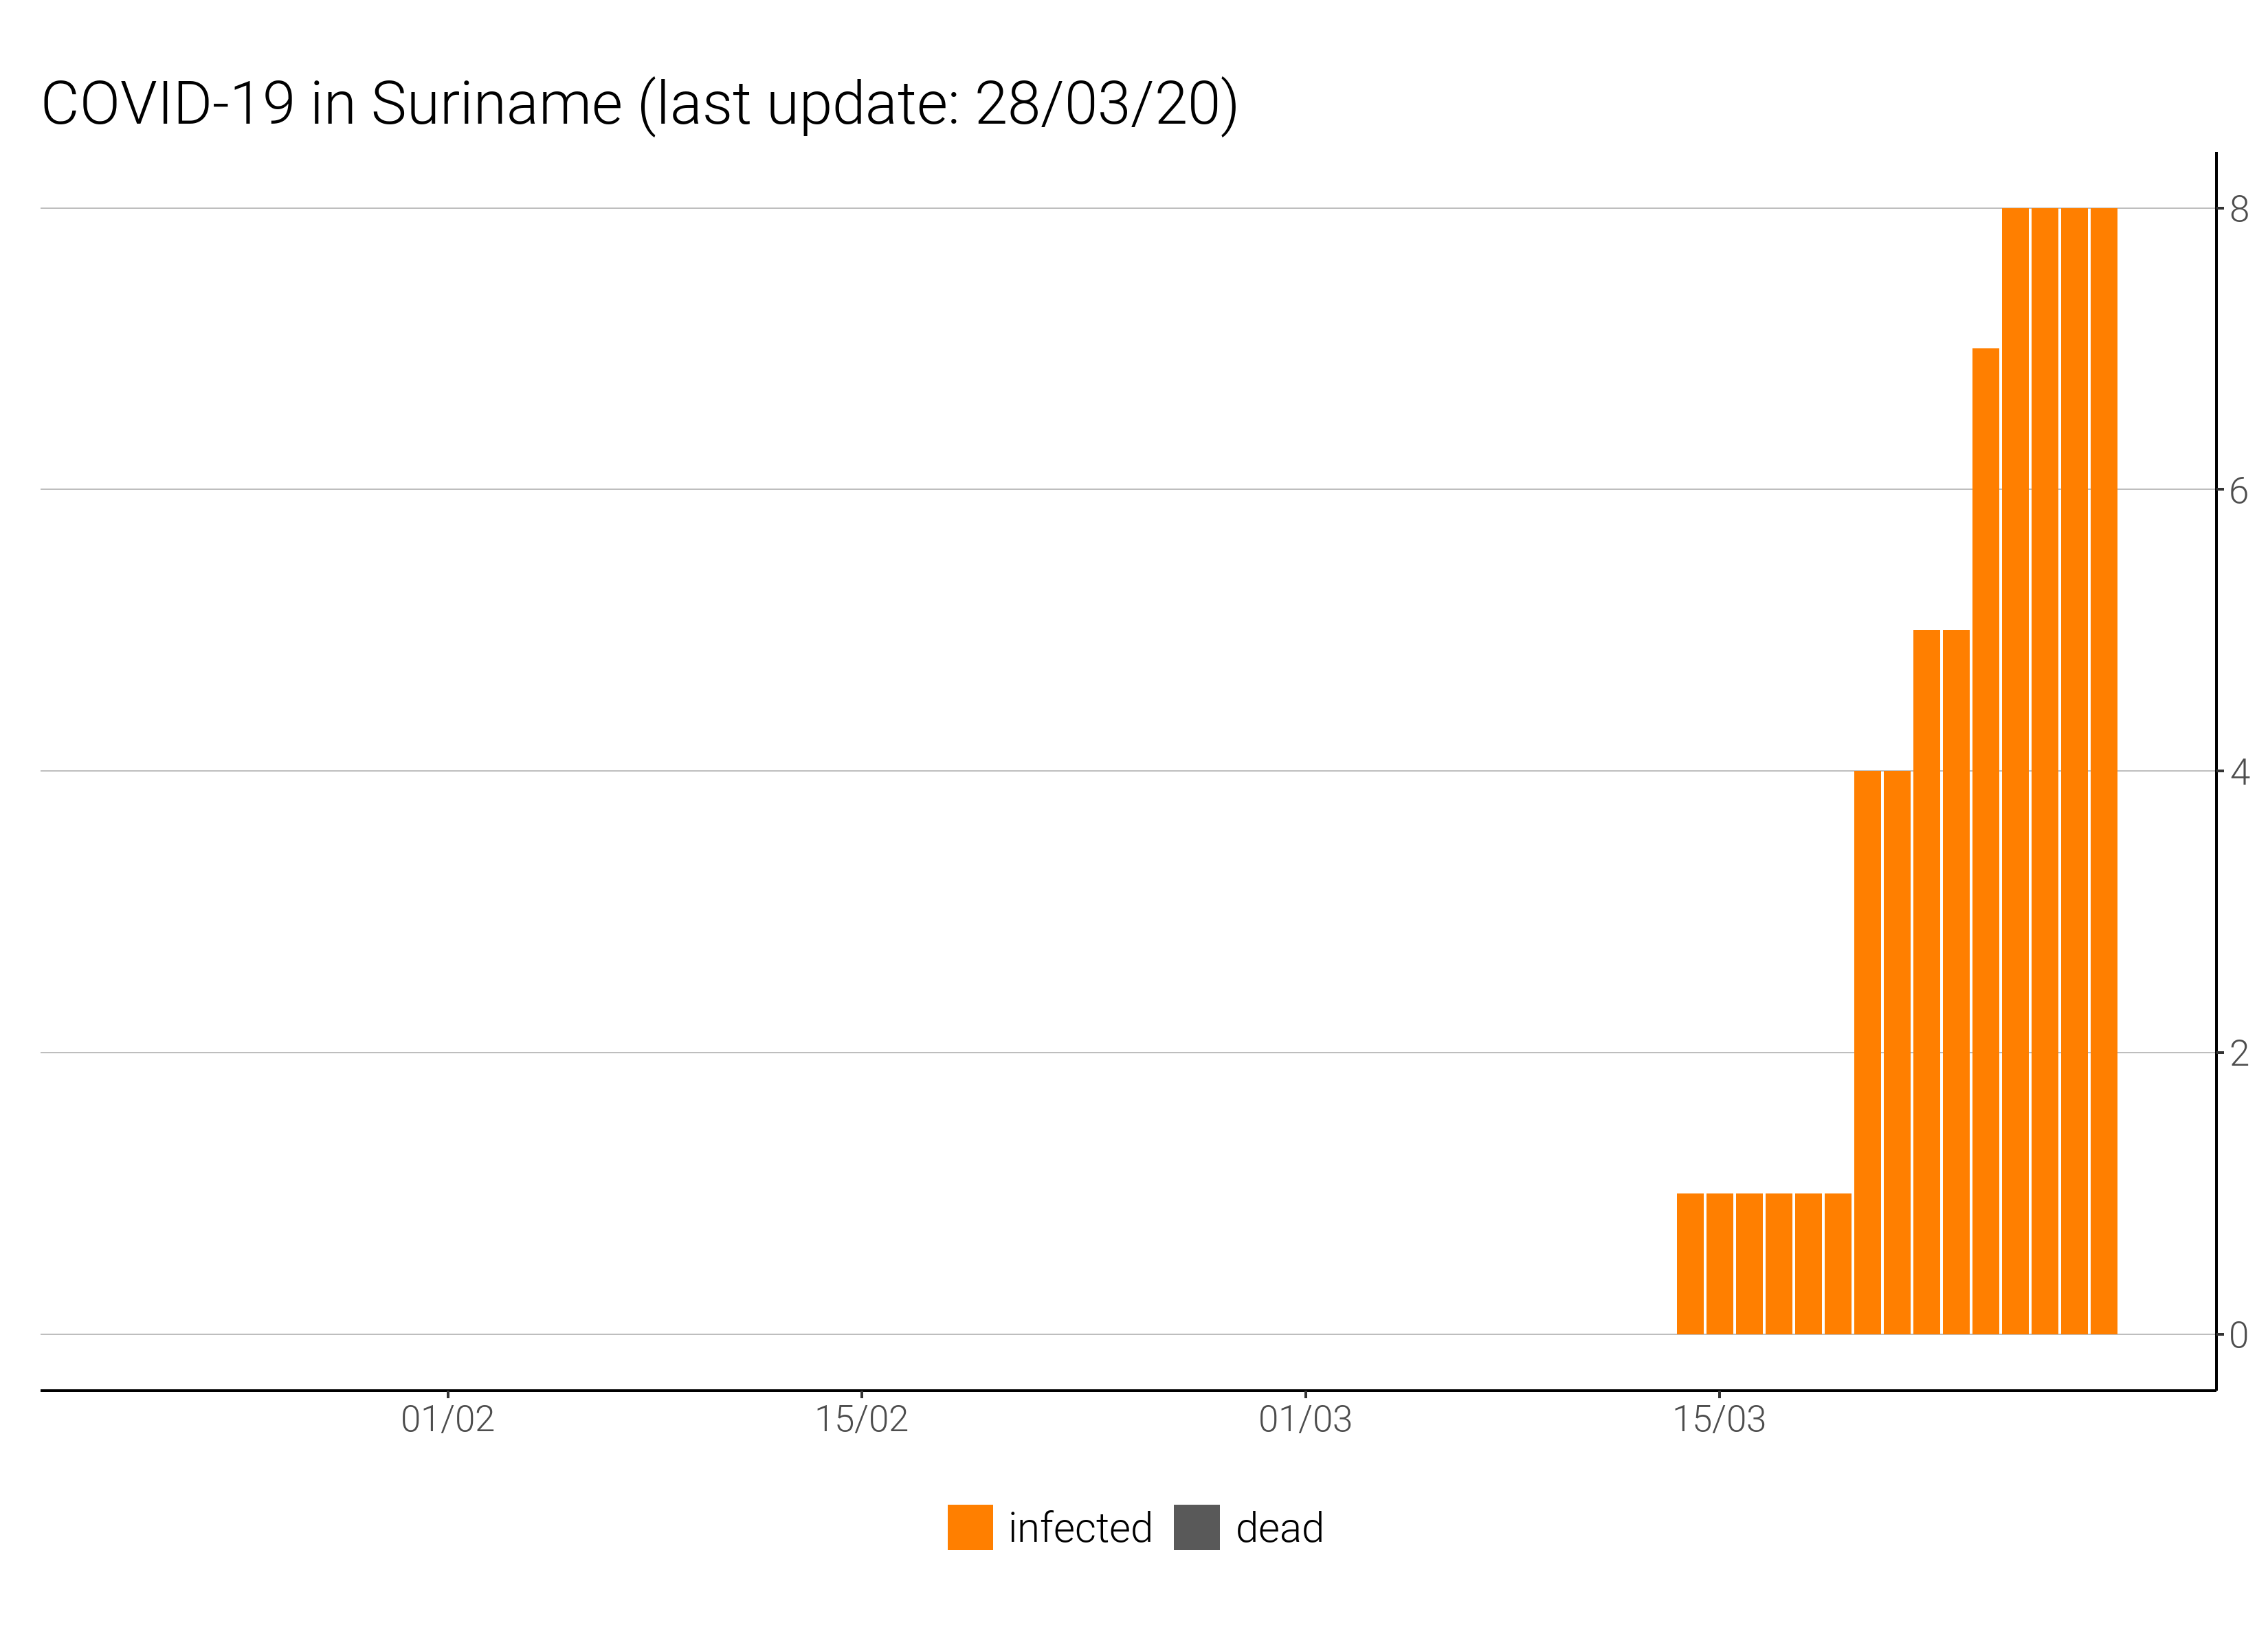 COVID-19 in Suriname (last update: 28/03/20)
8
6
4
2
0
01/02 15/02 01/03 15/03
infected dead